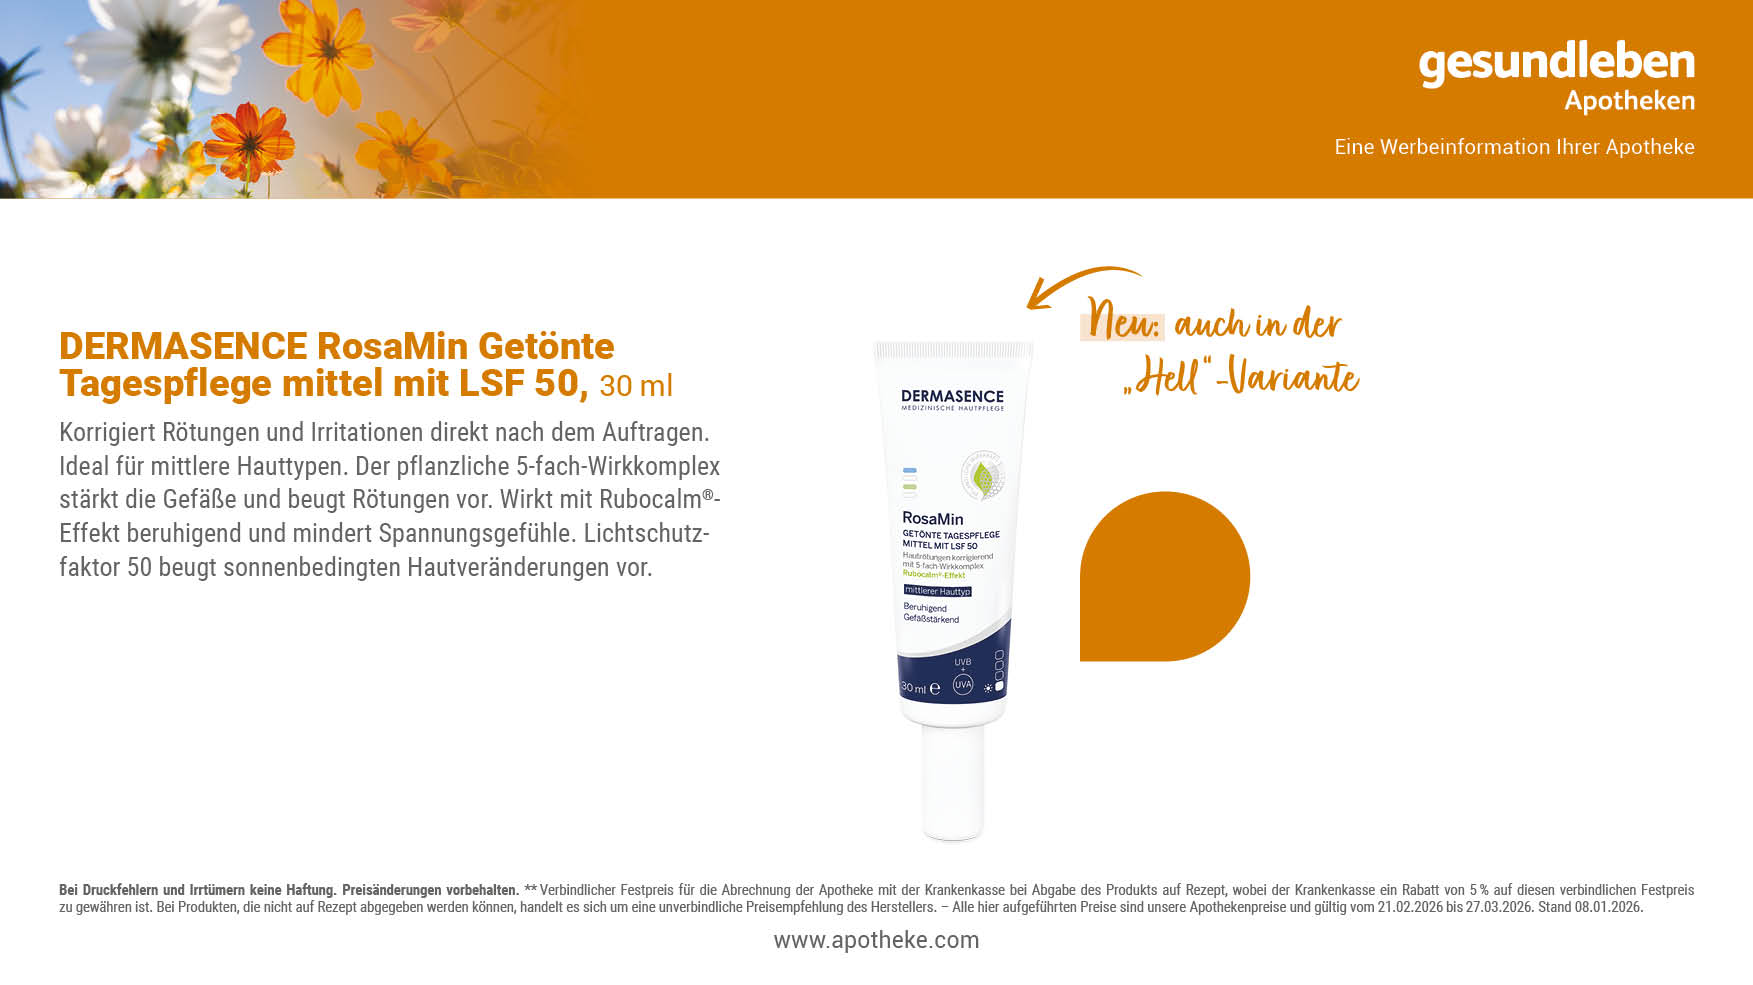 gesundleben
Apotheken
Eine Werbeinformation Ihrer Apotheke
Neu: auch in der
„Hell“-Variante
DERMASENCE RosaMin Getönte
Tagespflege mittel mit LSF 50, 30 ml
Korrigiert Rötungen und Irritationen direkt nach dem Auftragen.
Ideal für mittlere Hauttypen. Der pflanzliche 5-fach-Wirkkomplex
stärkt die Gefäße und beugt Rötungen vor. Wirkt mit Rubocalm®-
Effekt beruhigend und mindert Spannungsgefühle. Lichtschutz-
faktor 50 beugt sonnenbedingten Hautveränderungen vor.
DERMASENCE
MEDIZINISCHE HAUTPFLEGE
RosaMin
GETÖNTE TAGESPFLEGE
MITTEL MIT LSF 50
Hautrötungen korrigierend
mit 5-fach-Wirkkomplex
Rubocalm®-Effekt
mittlerer Hauttyp
Beruhigend
Gefäßstärkend
UVB
+
UVA
30 ml ℮
Bei Druckfehlern und Irrtümern keine Haftung. Preisänderungen vorbehalten. ** Verbindlicher Festpreis für die Abrechnung der Apotheke mit der Krankenkasse bei Abgabe des Produkts auf Rezept, wobei der Krankenkasse ein Rabatt von 5 % auf diesen verbindlichen Festpreis
zu gewähren ist. Bei Produkten, die nicht auf Rezept abgegeben werden können, handelt es sich um eine unverbindliche Preisempfehlung des Herstellers. – Alle hier aufgeführten Preise sind unsere Apothekenpreise und gültig vom 21.02.2026 bis 27.03.2026. Stand 08.01.2026.
www.apotheke.com